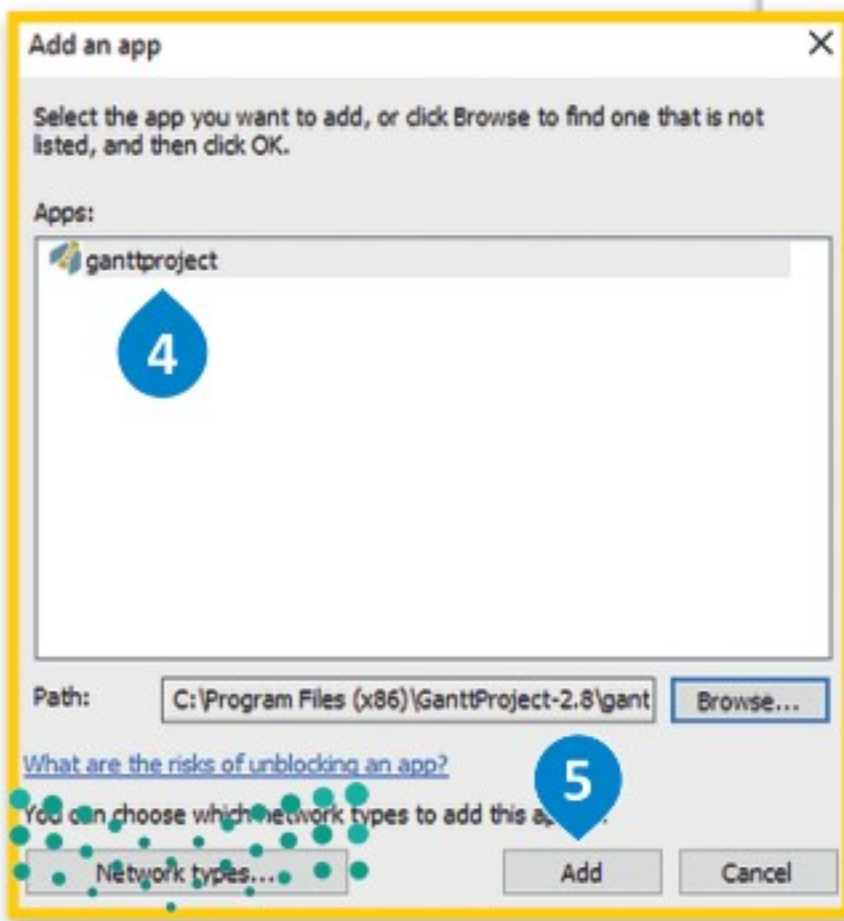 Add an app
Select the app you want to add, or click Browse to find one that is not
listed, and then click OK.
Apps:
ganttproject
4
Path:
C:\Program Files (x86)\GanttProject-2.8\gant
Browse...
What are the risks of unblocking an app?
5
You can choose which network types to add this
Network types...
Add
Cancel